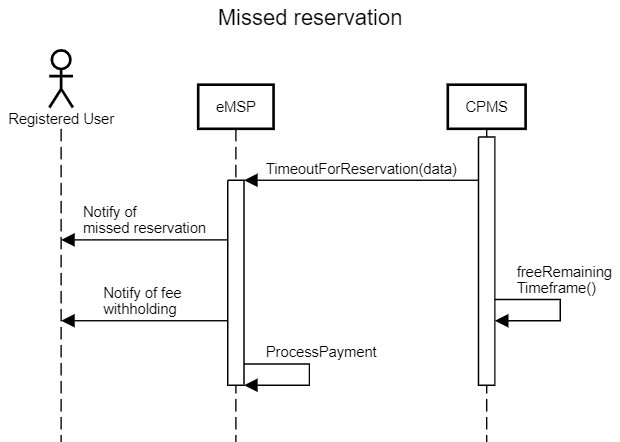 Missed reservation
Registered User
eMSP
CPMS
TimeoutForReservation(data)
Notify of
missed reservation
freeRemaining
Timeframe()
Notify of fee
withholding
ProcessPayment